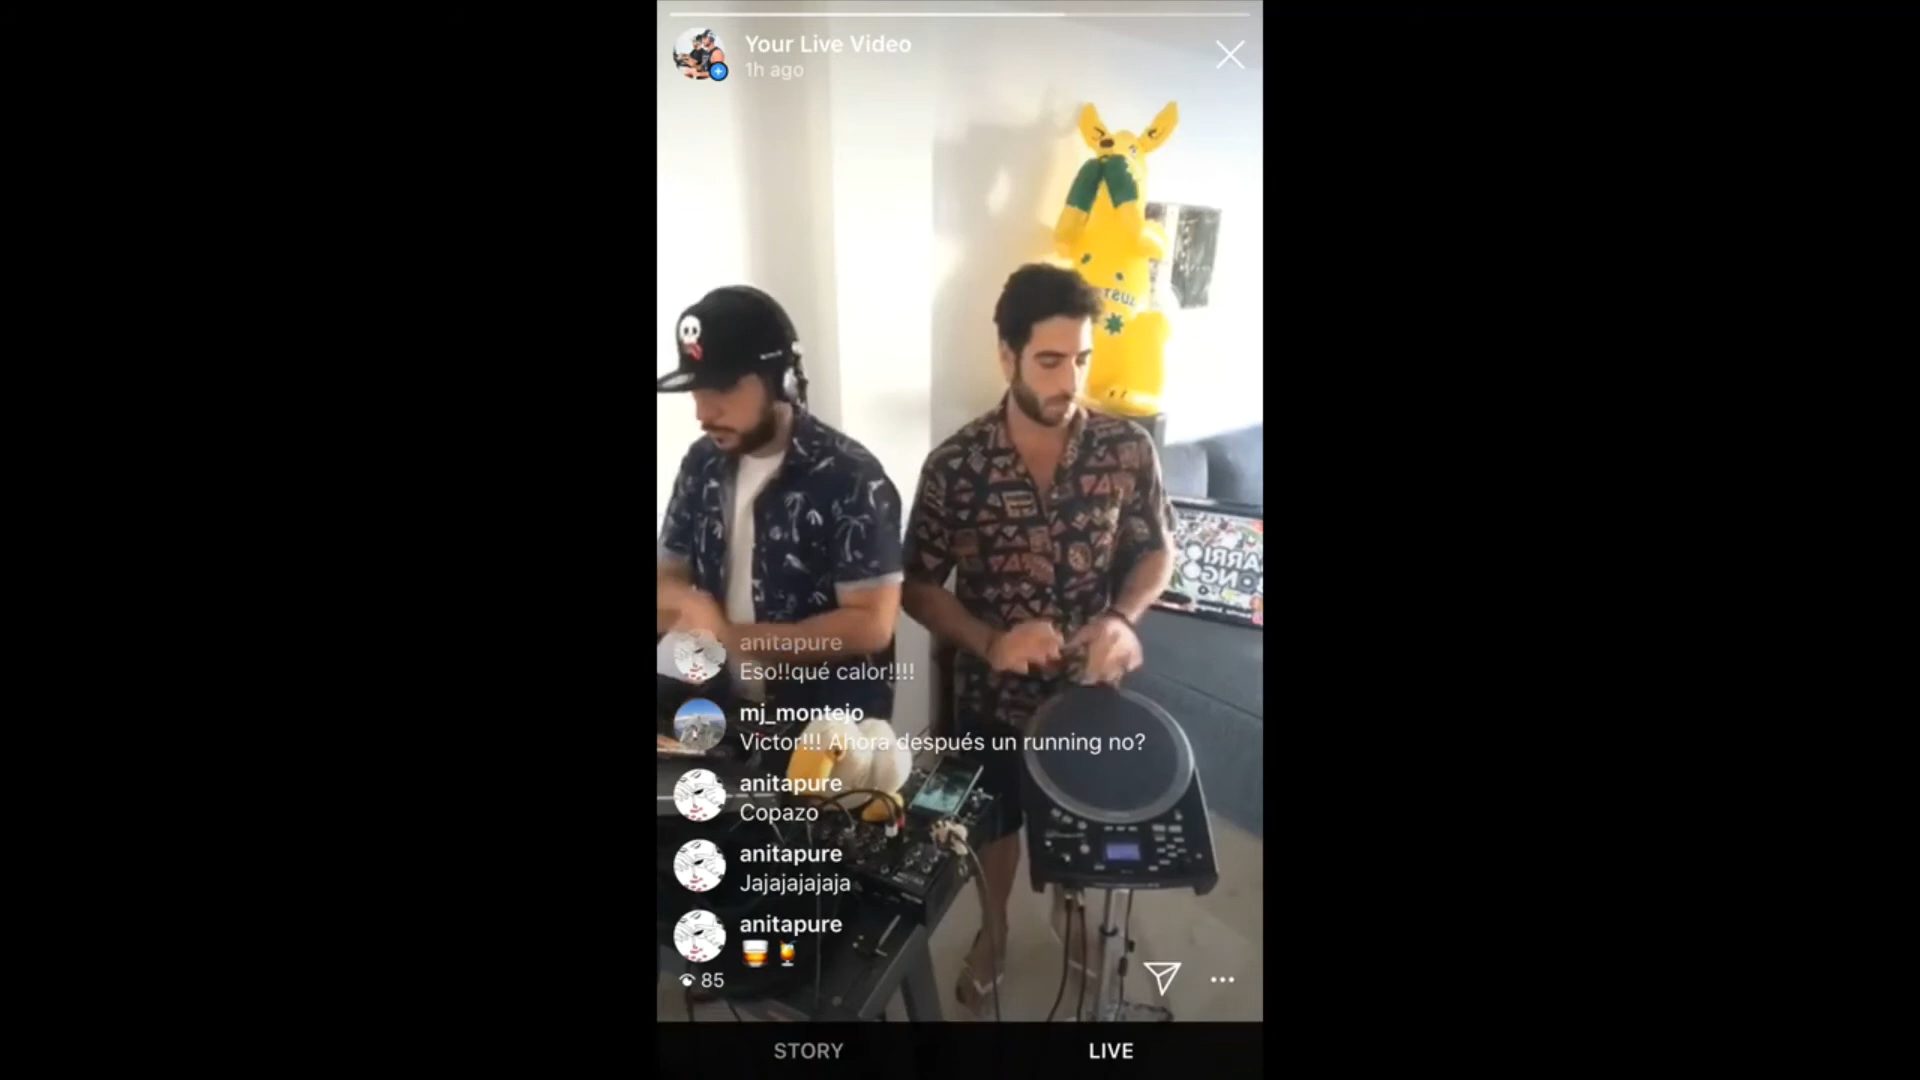 Your Live Video
1h ago
anitapure
Eso!!qué calor!!!!
mj_montejo
Victor!!! Ahora después un running no?
anitapure
Copazo
anitapure
Jajajajajaja
anitapure
85
STORY LIVE